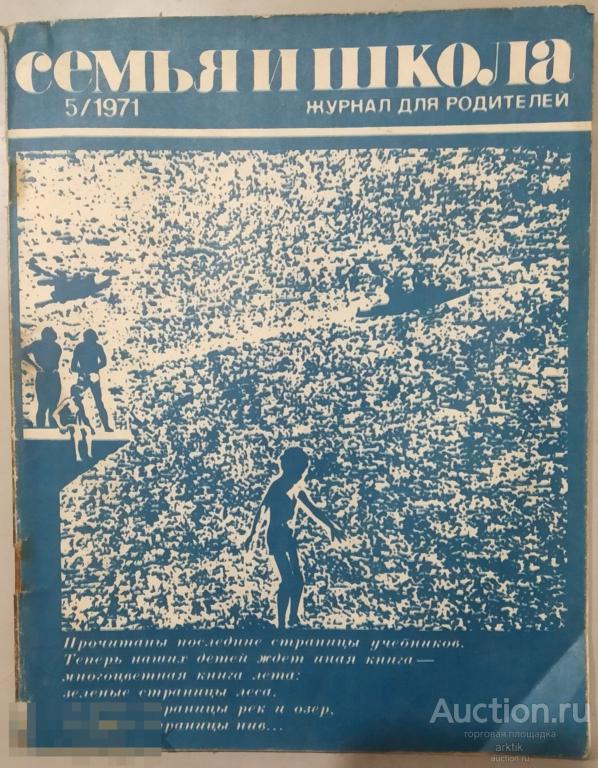 семья и школа
5/1971
ЖУРНАЛ ДЛЯ РОДИТЕЛЕЙ
Прочитаны последние страницы учебников.
Теперь наших детей ждет иная книга —
многоцветная книга лета:
зеленые страницы леса,
страницы рек и озер,
страницы нив...
Auction.ru
торговая площадка
arktik
auction.ru